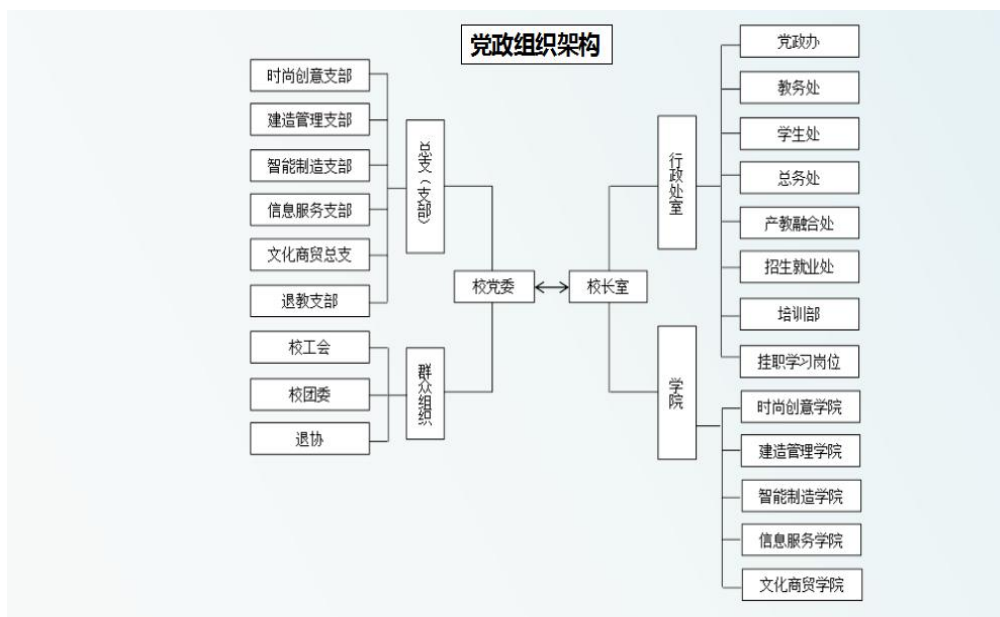 党政组织架构
时尚创意支部
建造管理支部
智能制造支部
信息服务支部
文化商贸总支
退教支部
校工会
校团委
退协
总支（支部）
群众组织
校党委
校长室
行政处室
学院
党政办
教务处
学生处
总务处
产教融合处
招生就业处
培训部
挂职学习岗位
时尚创意学院
建造管理学院
智能制造学院
信息服务学院
文化商贸学院